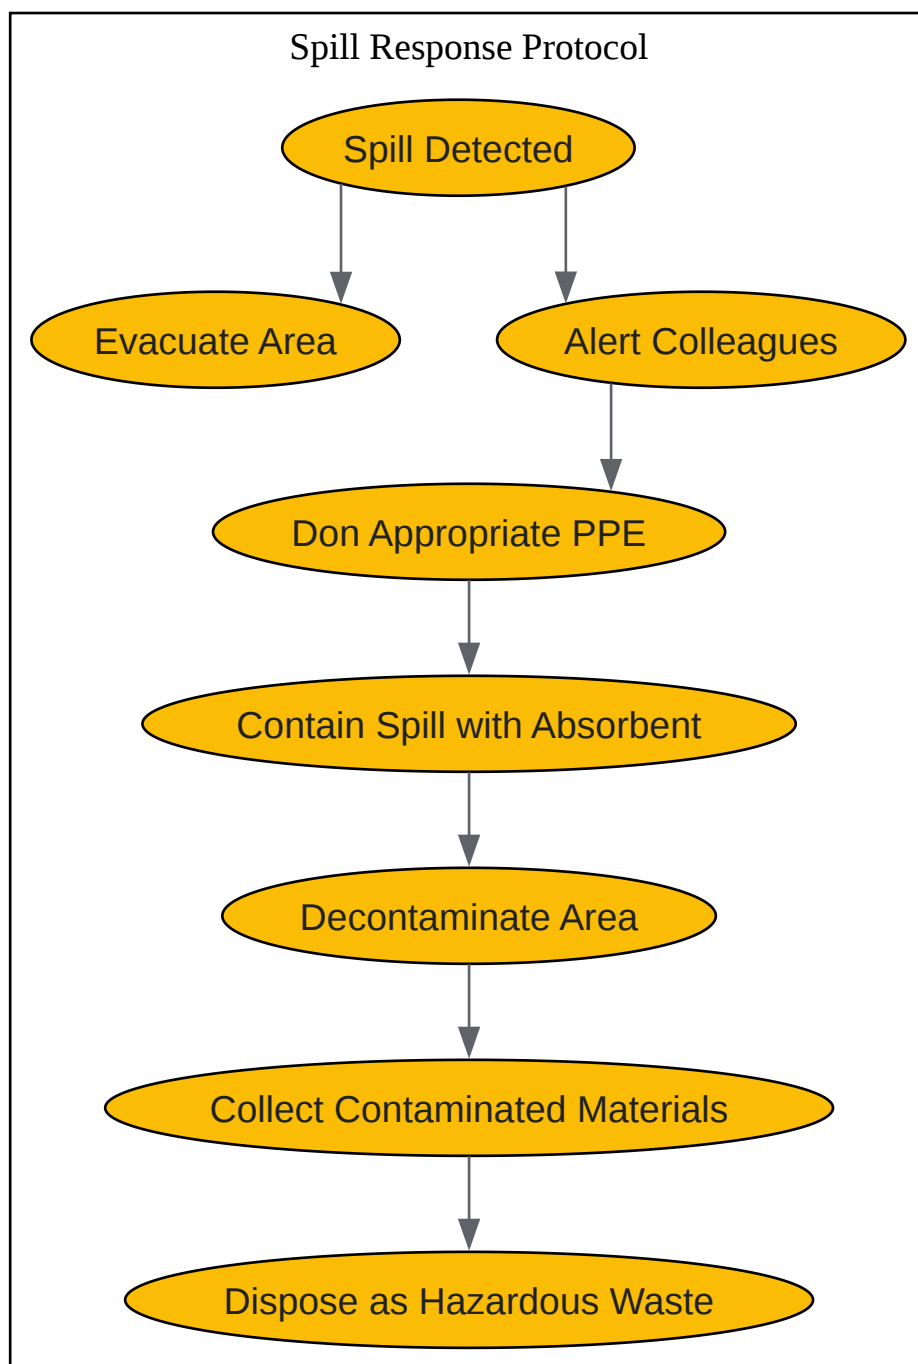 Spill Response Protocol
Spill Detected
Evacuate Area
Alert Colleagues
Don Appropriate PPE
Contain Spill with Absorbent
Decontaminate Area
Collect Contaminated Materials
Dispose as Hazardous Waste